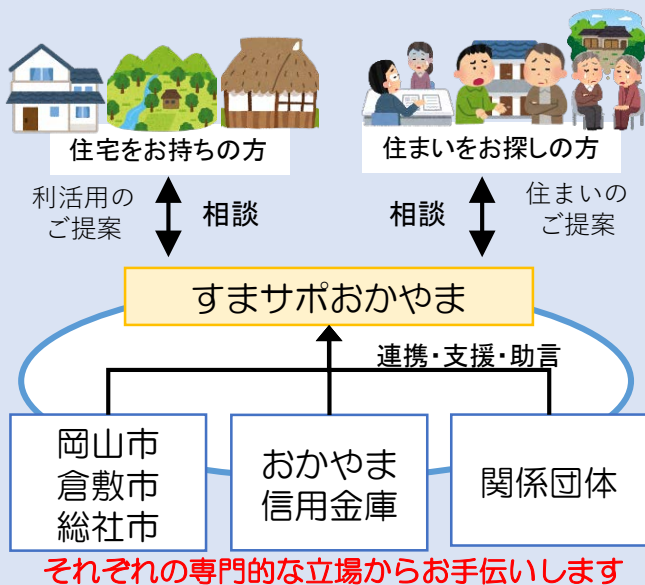 住宅をお持ちの方
住まいをお探しの方
利活用の
ご提案
相談
相談
住まいの
ご提案
すまサポおかやま
連携・支援・助言
岡山市
倉敷市
総社市
おかやま
信用金庫
関係団体
それぞれの専門的な立場からお手伝いします